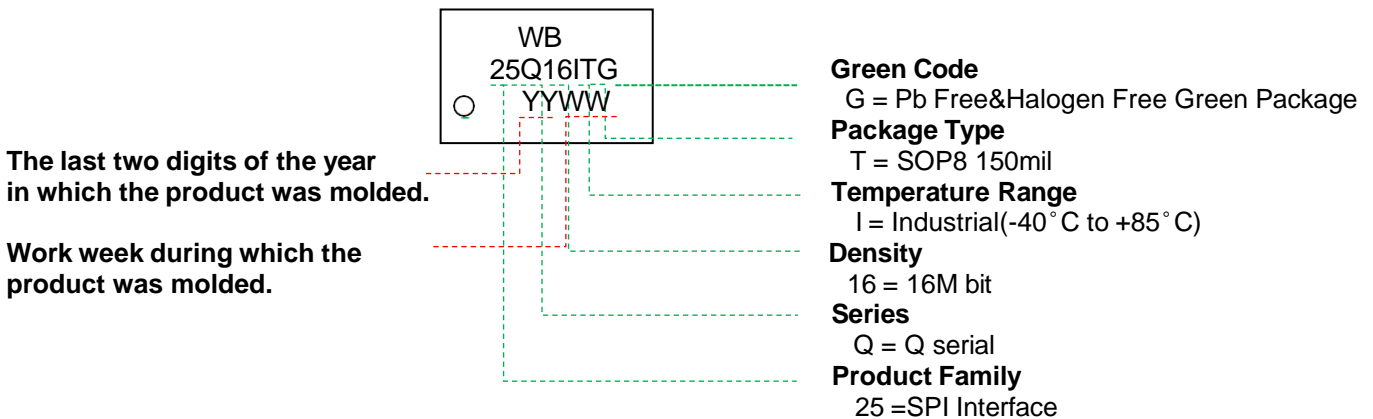 WB
25Q16ITG
YYWW
The last two digits of the year
in which the product was molded.
Work week during which the
product was molded.
Green Code
G = Pb Free&Halogen Free Green Package
Package Type
T = SOP8 150mil
Temperature Range
I = Industrial(-40°C to +85°C)
Density
16 = 16M bit
Series
Q = Q serial
Product Family
25 =SPI Interface